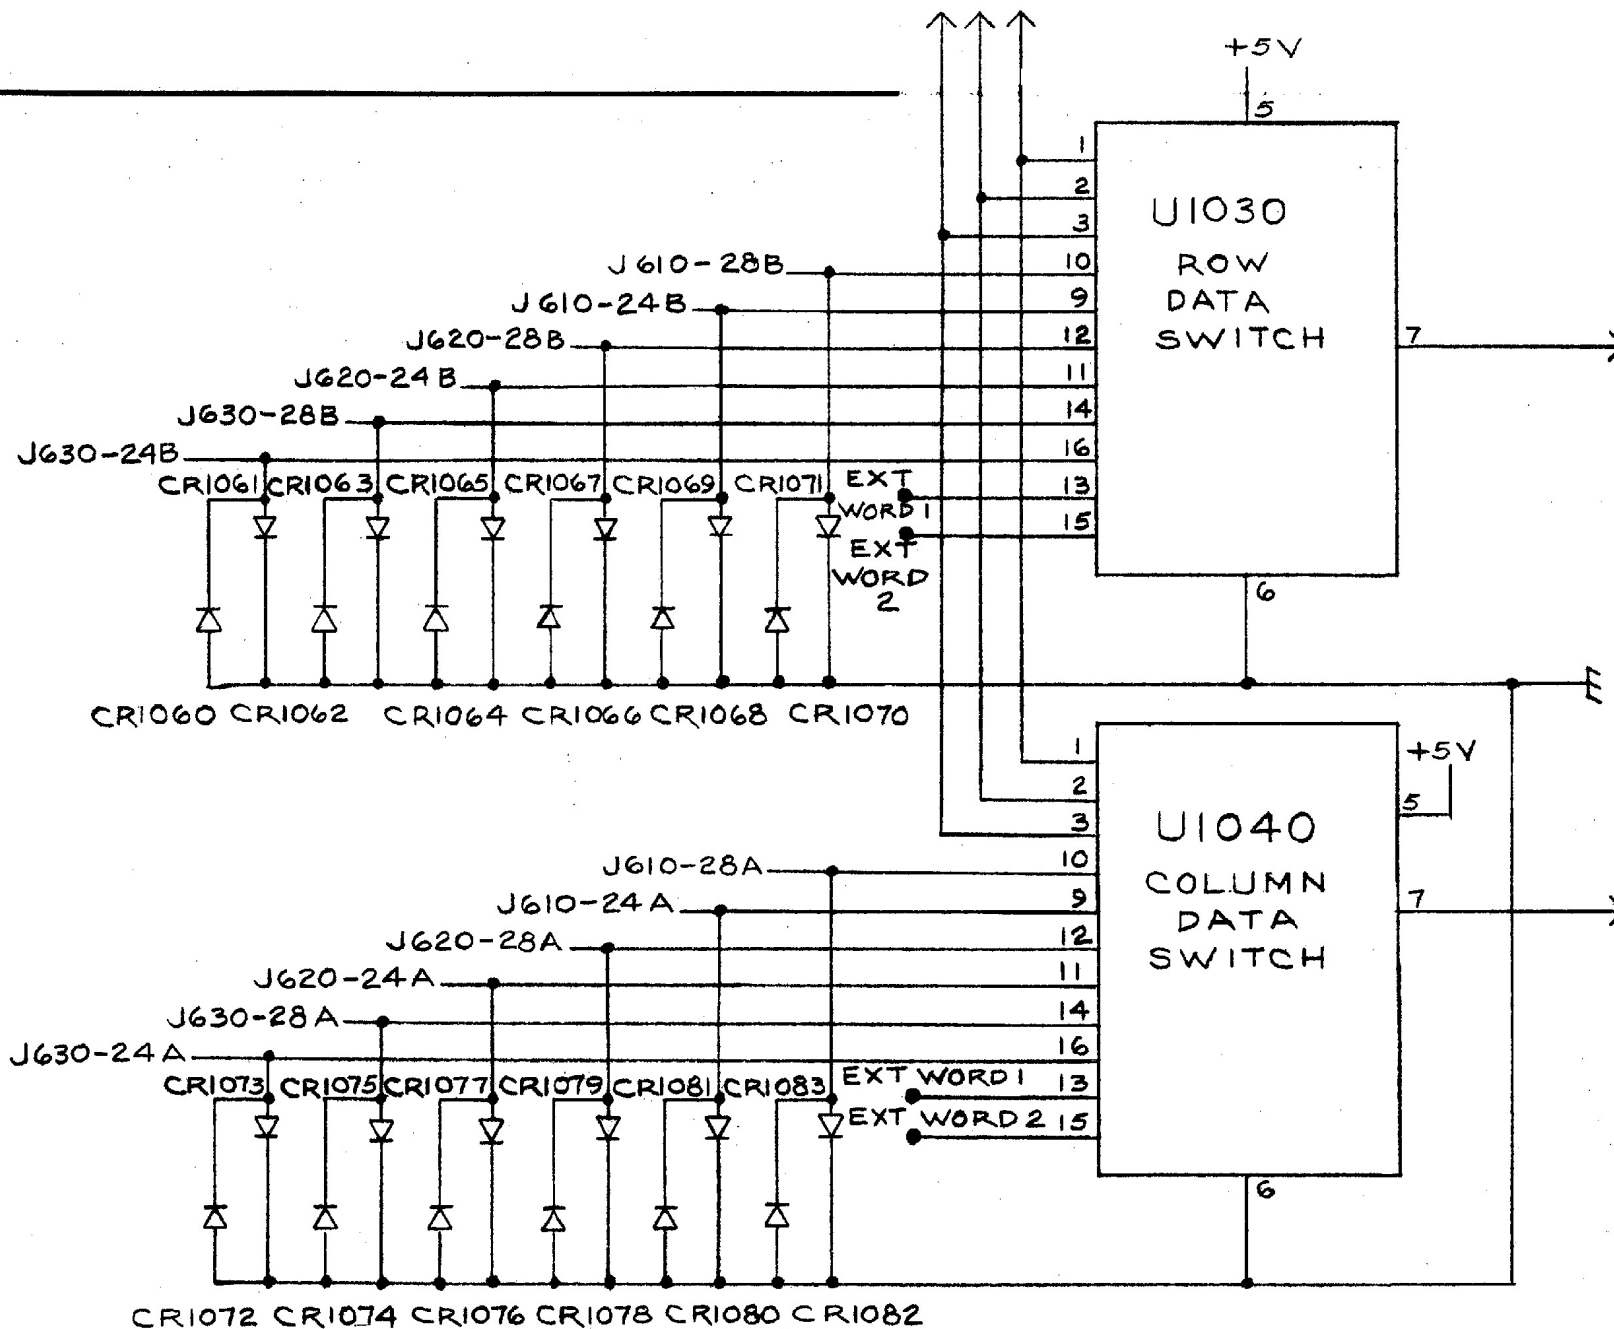 +5V
5
1
2
3
10
9
12
11
14
16
13
15
U1030
ROW
DATA
SWITCH
7
6
J610-28B
J610-24B
J620-28B
J620-24B
J630-28B
J630-24B
CR1061 CR1063 CR1065 CR1067 CR1069 CR1071
EXT
WORD 1
EXT
WORD
2
CR1060 CR1062 CR1064 CR1066 CR1068 CR1070
+5V
5
1
2
3
10
9
12
11
14
16
13
15
U1040
COLUMN
DATA
SWITCH
7
6
J610-28A
J610-24A
J620-28A
J620-24A
J630-28A
J630-24A
CR1073 CR1075 CR1077 CR1079 CR1081 CR1083
EXT WORD 1
EXT WORD 2
CR1072 CR1074 CR1076 CR1078 CR1080 CR1082